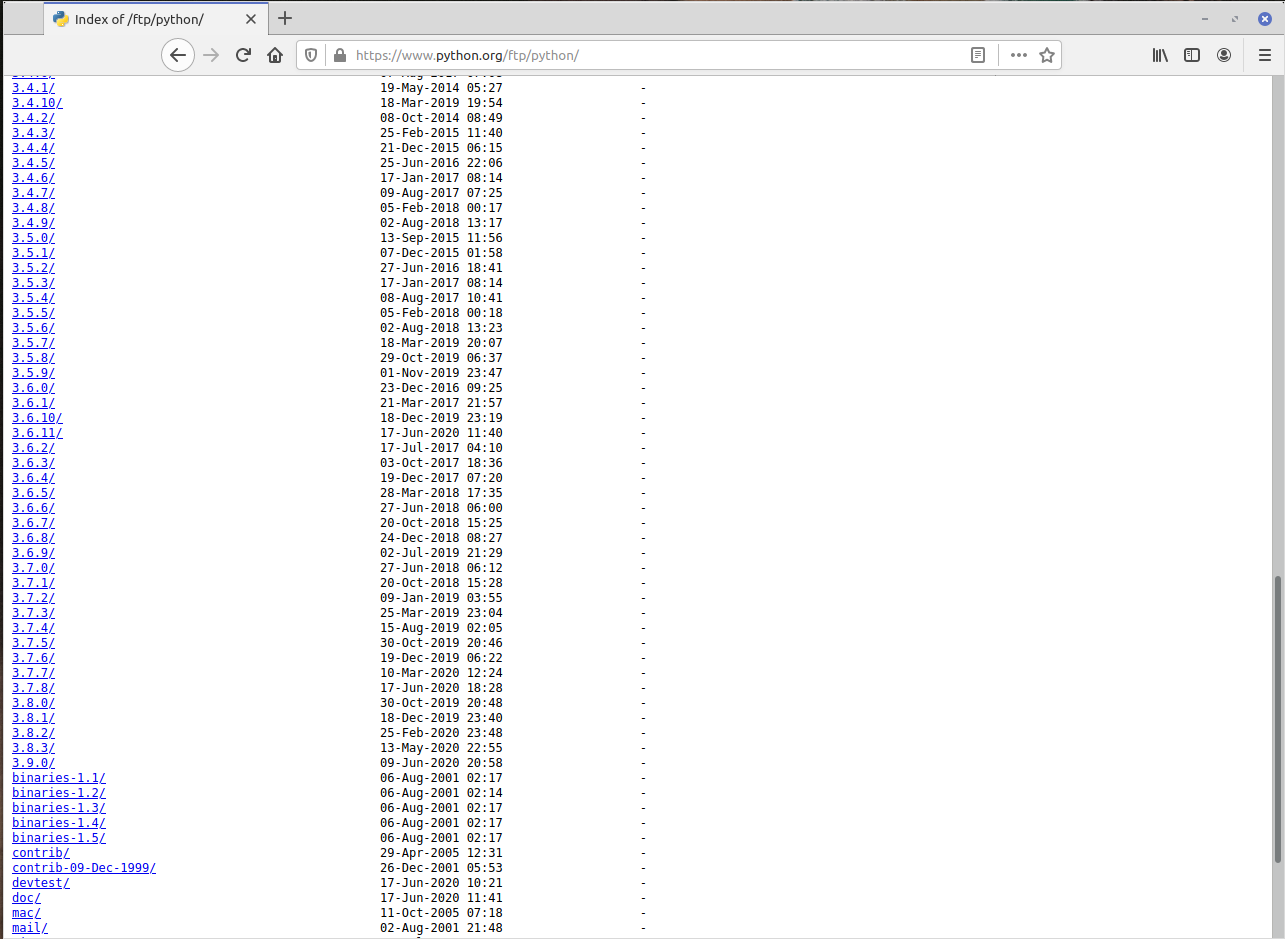 Index of /ftp/python/
https://www.python.org/ftp/python/
3.4.1/ 19-May-2014 05:27 -
3.4.10/ 18-Mar-2019 19:54 -
3.4.2/ 08-Oct-2014 08:49 -
3.4.3/ 25-Feb-2015 11:40 -
3.4.4/ 21-Dec-2015 06:15 -
3.4.5/ 25-Jun-2016 22:06 -
3.4.6/ 17-Jan-2017 08:14 -
3.4.7/ 09-Aug-2017 07:25 -
3.4.8/ 05-Feb-2018 00:17 -
3.4.9/ 02-Aug-2018 13:17 -
3.5.0/ 13-Sep-2015 11:56 -
3.5.1/ 07-Dec-2015 01:58 -
3.5.2/ 27-Jun-2016 18:41 -
3.5.3/ 17-Jan-2017 08:14 -
3.5.4/ 08-Aug-2017 10:41 -
3.5.5/ 05-Feb-2018 00:18 -
3.5.6/ 02-Aug-2018 13:23 -
3.5.7/ 18-Mar-2019 20:07 -
3.5.8/ 29-Oct-2019 06:37 -
3.5.9/ 01-Nov-2019 23:47 -
3.6.0/ 23-Dec-2016 09:25 -
3.6.1/ 21-Mar-2017 21:57 -
3.6.10/ 18-Dec-2019 23:19 -
3.6.11/ 17-Jun-2020 11:40 -
3.6.2/ 17-Jul-2017 04:10 -
3.6.3/ 03-Oct-2017 18:36 -
3.6.4/ 19-Dec-2017 07:20 -
3.6.5/ 28-Mar-2018 17:35 -
3.6.6/ 27-Jun-2018 06:00 -
3.6.7/ 20-Oct-2018 15:25 -
3.6.8/ 24-Dec-2018 08:27 -
3.6.9/ 02-Jul-2019 21:29 -
3.7.0/ 27-Jun-2018 06:12 -
3.7.1/ 20-Oct-2018 15:28 -
3.7.2/ 09-Jan-2019 03:55 -
3.7.3/ 25-Mar-2019 23:04 -
3.7.4/ 15-Aug-2019 02:05 -
3.7.5/ 30-Oct-2019 20:46 -
3.7.6/ 19-Dec-2019 06:22 -
3.7.7/ 10-Mar-2020 12:24 -
3.7.8/ 17-Jun-2020 18:28 -
3.8.0/ 30-Oct-2019 20:48 -
3.8.1/ 18-Dec-2019 23:40 -
3.8.2/ 25-Feb-2020 23:48 -
3.8.3/ 13-May-2020 22:55 -
3.9.0/ 09-Jun-2020 20:58 -
binaries-1.1/ 06-Aug-2001 02:17 -
binaries-1.2/ 06-Aug-2001 02:14 -
binaries-1.3/ 06-Aug-2001 02:17 -
binaries-1.4/ 06-Aug-2001 02:17 -
binaries-1.5/ 06-Aug-2001 02:17 -
contrib/ 29-Apr-2005 12:31 -
contrib-09-Dec-1999/ 26-Dec-2001 05:53 -
devtest/ 17-Jun-2020 10:21 -
doc/ 17-Jun-2020 11:41 -
mac/ 11-Oct-2005 07:18 -
mail/ 02-Aug-2001 21:48 -